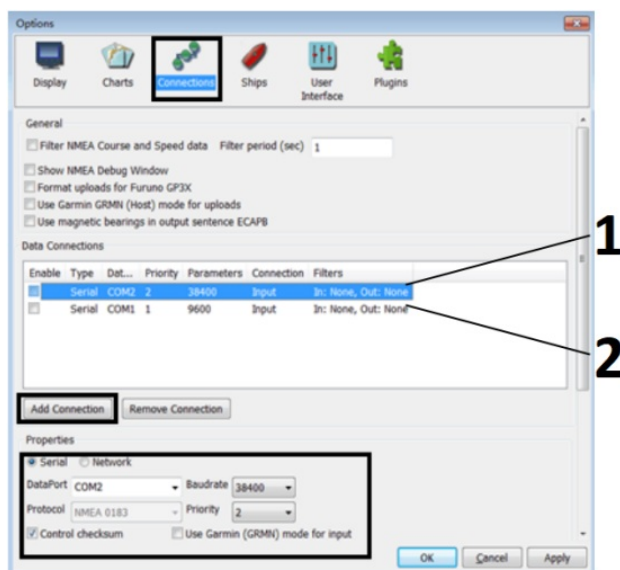 Options
Display Charts Connections Ships User Interface Plugins
General
Filter NMEA Course and Speed data Filter period (sec) 1
Show NMEA Debug Window
Format uploads for Furuno GP3X
Use Garmin GRMN (Host) mode for uploads
Use magnetic bearings in output sentence ECAPB
Data Connections
1
Enable Type Dat... Priority Parameters Connection Filters
Serial COM2 2 38400 Input In: None, Out: None
Serial COM1 1 9600 Input In: None, Out: None
2
Add Connection Remove Connection
Properties
Serial Network
DataPort COM2 Baudrate 38400
Protocol NMEA 0183 Priority 2
Control checksum Use Garmin (GRMN) mode for input
OK Cancel Apply